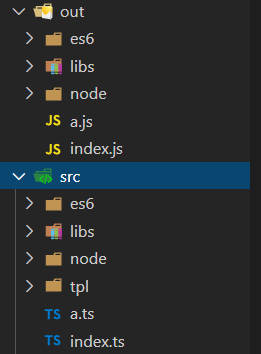 out
es6
libs
node
JS a.js
JS index.js
src
es6
libs
node
tpl
TS a.ts
TS index.ts